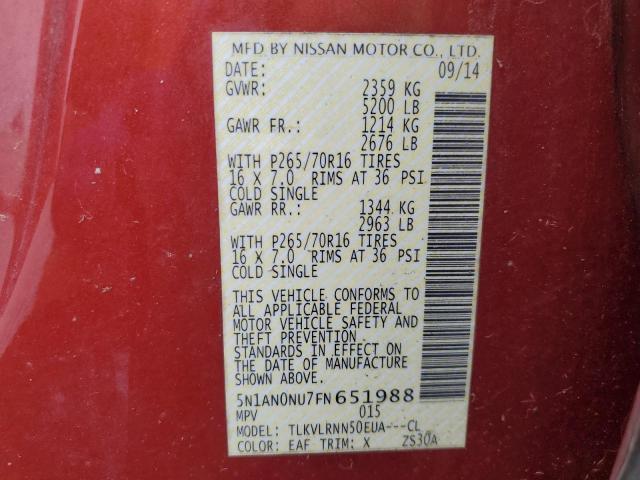 MFD BY NISSAN MOTOR CO., LTD.
DATE: 09/14
GVWR: 2359 KG
5200 LB
GAWR FR.: 1214 KG
2676 LB
WITH P265/70R16 TIRES
16 X 7.0 RIMS AT 36 PSI
COLD SINGLE
GAWR RR.: 1344 KG
2963 LB
WITH P265/70R16 TIRES
16 X 7.0 RIMS AT 36 PSI
COLD SINGLE
THIS VEHICLE CONFORMS TO
ALL APPLICABLE FEDERAL
MOTOR VEHICLE SAFETY AND
THEFT PREVENTION
STANDARDS IN EFFECT ON
THE DATE OF MANUFACTURE
SHOWN ABOVE.
5N1AN0NU7FN651988
MPV 015
MODEL: TLKVLRNN50EUA---CL
COLOR: EAF TRIM: X ZS30A